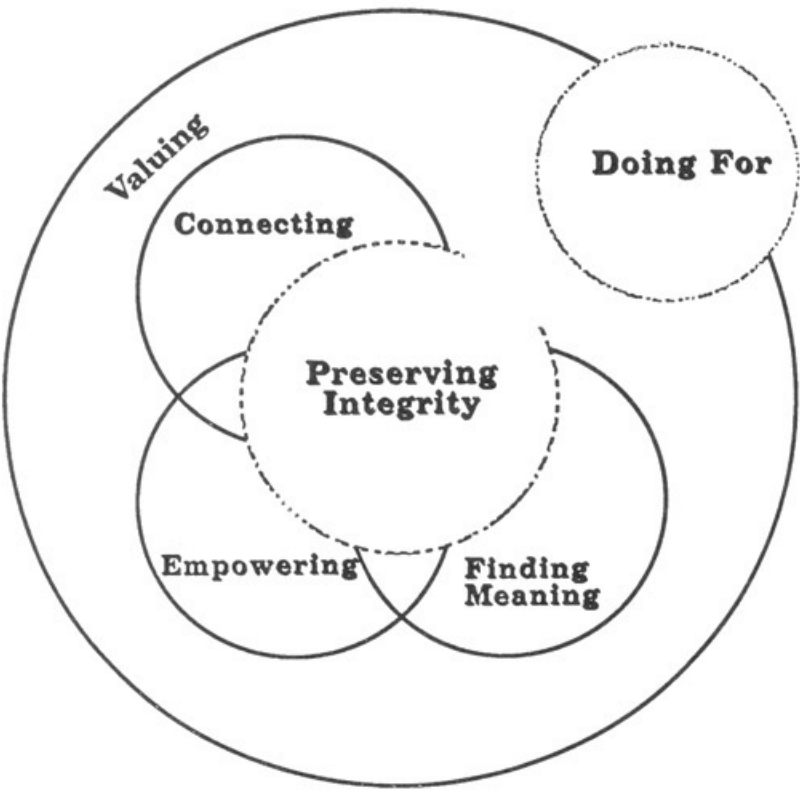 Valuing
Doing For
Connecting
Preserving
Integrity
Empowering
Finding
Meaning